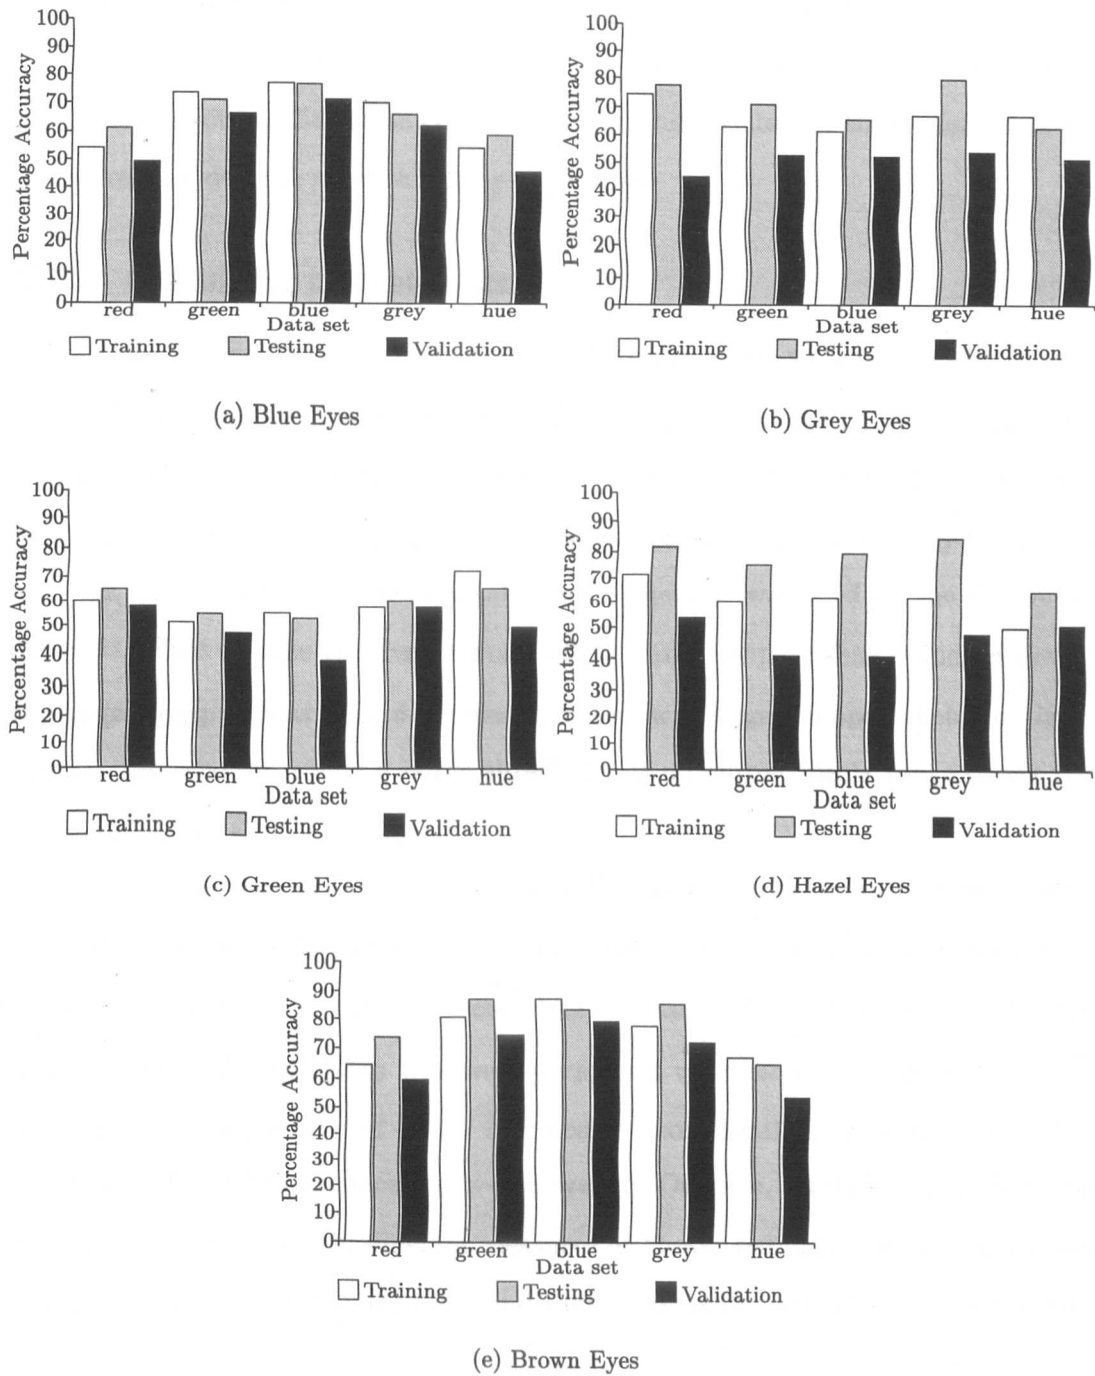 Percentage Accuracy
100
90
80
70
60
50
40
30
20
10
0
red green blue grey hue
Data set
Training Testing Validation
(a) Blue Eyes
Percentage Accuracy
100
90
80
70
60
50
40
30
20
10
0
red green blue grey hue
Data set
Training Testing Validation
(b) Grey Eyes
Percentage Accuracy
100
90
80
70
60
50
40
30
20
10
0
red green blue grey hue
Data set
Training Testing Validation
(c) Green Eyes
Percentage Accuracy
100
90
80
70
60
50
40
30
20
10
0
red green blue grey hue
Data set
Training Testing Validation
(d) Hazel Eyes
Percentage Accuracy
100
90
80
70
60
50
40
30
20
10
0
red green blue grey hue
Data set
Training Testing Validation
(e) Brown Eyes